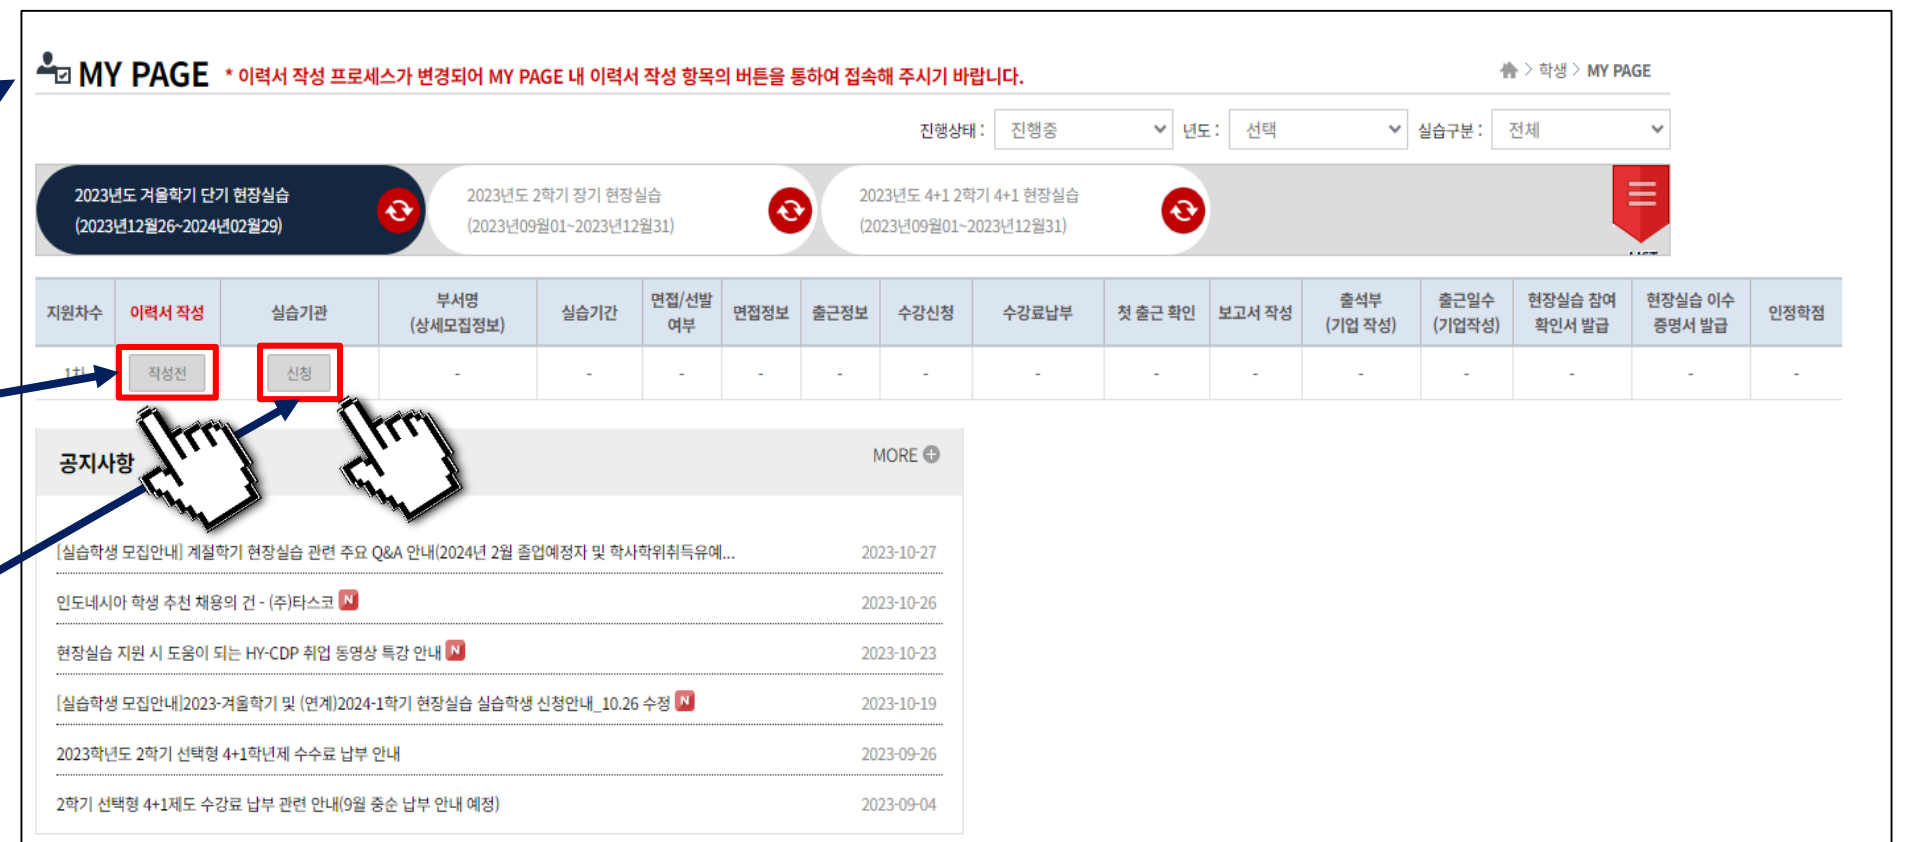 MY PAGE * 이력서 작성 프로세스가 변경되어 MY PAGE 내 이력서 작성 항목의 버튼을 통하여 접속해 주시기 바랍니다.
학생 > MY PAGE
진행상태 : 진행중 년도 : 선택 실습구분 : 전체
2023년도 겨울학기 단기 현장실습
(2023년12월26~2024년02월29)
2023년도 2학기 장기 현장실습
(2023년09월01~2023년12월31)
2023년도 4+1 2학기 4+1 현장실습
(2023년09월01~2023년12월31)
지원차수 이력서 작성 실습기관 부서명 (상세모집정보) 실습기간 면접/선발 여부 면접정보 출근정보 수강신청 수강료납부 첫 출근 확인 보고서 작성 출석부 (기업 작성) 출근일수 (기업작성) 현장실습 참여 확인서 발급 현장실습 이수 증명서 발급 인정학점
1차 작성전 신청 - - - - - - - - - - - - - -
공지사항 MORE
[실습학생 모집안내] 계절학기 현장실습 관련 주요 Q&A 안내(2024년 2월 졸업예정자 및 학사학위취득유예... 2023-10-27
인도네시아 학생 추천 채용의 건 - (주)타스코 N 2023-10-26
현장실습 지원 시 도움이 되는 HY-CDP 취업 동영상 특강 안내 N 2023-10-23
[실습학생 모집안내]2023-겨울학기 및 (연계)2024-1학기 현장실습 실습학생 신청안내_10.26 수정 N 2023-10-19
2023학년도 2학기 선택형 4+1학년제 수수료 납부 안내 2023-09-26
2학기 선택형 4+1제도 수강료 납부 관련 안내(9월 중순 납부 안내 예정) 2023-09-04